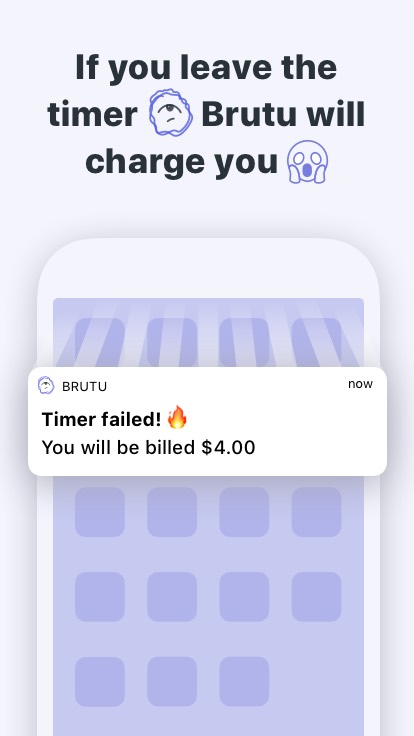 If you leave the
timer Brutu will
charge you 😱
BRUTU
now
Timer failed! 🔥
You will be billed $4.00